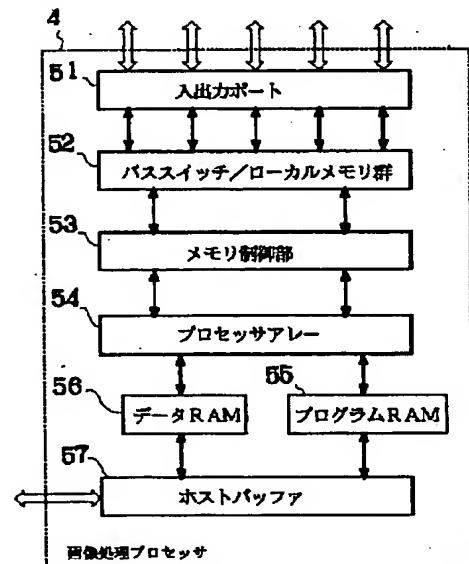 4
51
入出力ポート
52
バススイッチ/ローカルメモリ群
53
メモリ制御部
54
プロセッサアレー
56
55
データRAM
プログラムRAM
57
ホストバッファ
画像処理プロセッサ